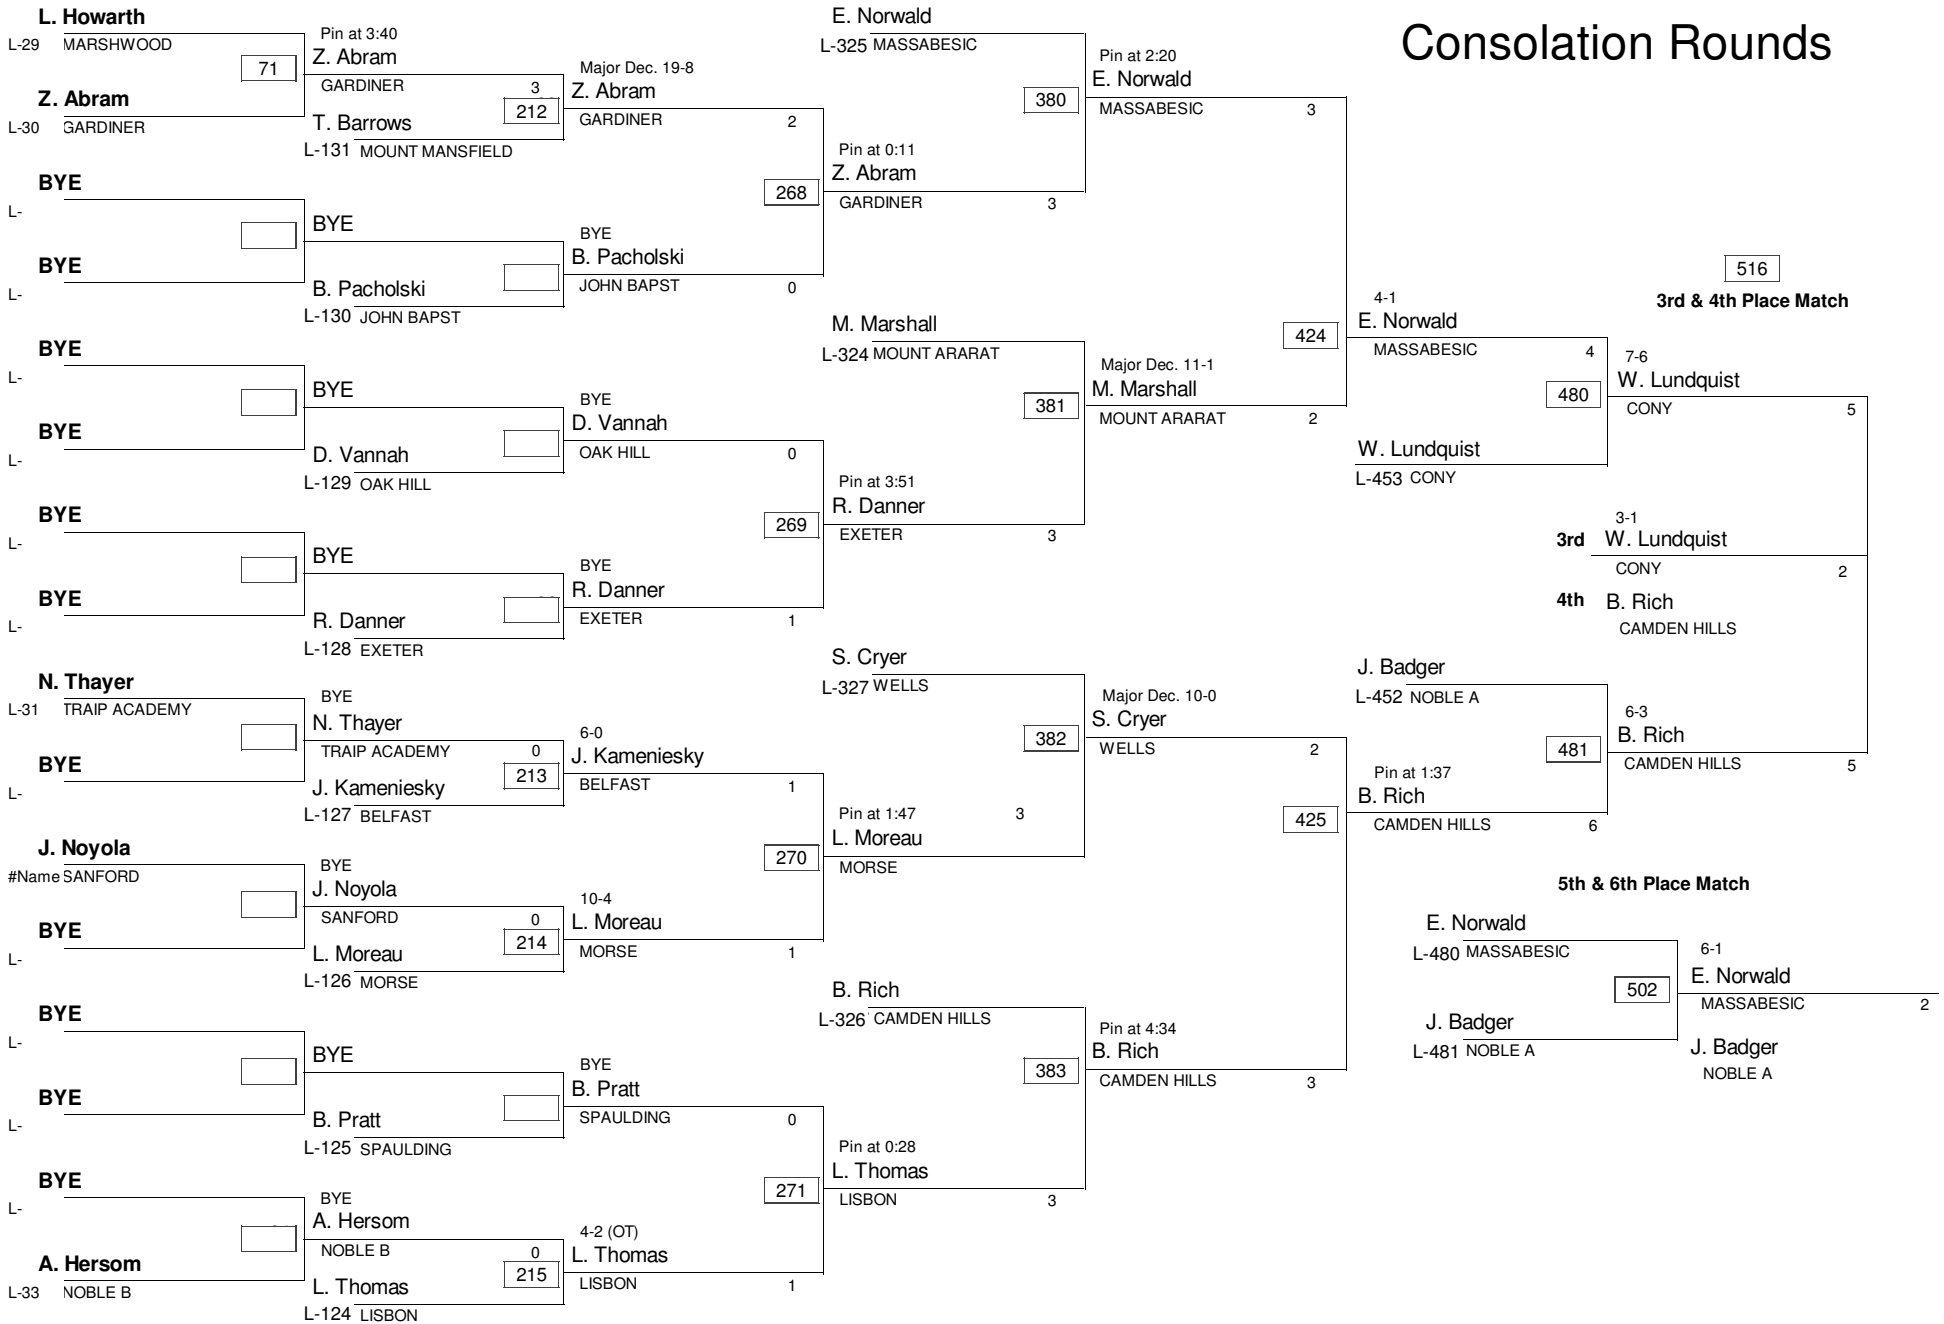 Consolation Rounds
L. Howarth
L-29 MARSHWOOD
71
Z. Abram
L-30 GARDINER
BYE
L-
BYE
L-
BYE
L-
BYE
L-
BYE
L-
BYE
L-
N. Thayer
L-31 TRAIP ACADEMY
BYE
L-
J. Noyola
#Name SANFORD
BYE
L-
BYE
L-
BYE
L-
BYE
L-
A. Hersom
L-33 NOBLE B
Pin at 3:40
Z. Abram
GARDINER 3
212
T. Barrows
L-131 MOUNT MANSFIELD
BYE
B. Pacholski
L-130 JOHN BAPST
BYE
D. Vannah
L-129 OAK HILL
BYE
R. Danner
L-128 EXETER
BYE
N. Thayer
TRAIP ACADEMY 0
213
J. Kameniesky
L-127 BELFAST
BYE
J. Noyola
SANFORD 0
214
L. Moreau
L-126 MORSE
BYE
B. Pratt
L-125 SPAULDING
BYE
A. Hersom
NOBLE B 0
215
L. Thomas
L-124 LISBON
Major Dec. 19-8
Z. Abram
GARDINER 2
268
BYE
B. Pacholski
JOHN BAPST 0
BYE
D. Vannah
OAK HILL 0
269
BYE
R. Danner
EXETER 1
6-0
J. Kameniesky
BELFAST 1
270
10-4
L. Moreau
MORSE 1
BYE
B. Pratt
SPAULDING 0
271
4-2 (OT)
L. Thomas
LISBON 1
E. Norwald
L-325 MASSABESIC
380
Pin at 0:11
Z. Abram
GARDINER 3
M. Marshall
L-324 MOUNT ARARAT
381
Pin at 3:51
R. Danner
EXETER 3
S. Cryer
L-327 WELLS
382
Pin at 1:47 3
L. Moreau
MORSE
B. Rich
L-326 CAMDEN HILLS
383
Pin at 0:28
L. Thomas
LISBON 3
Pin at 2:20
E. Norwald
MASSABESIC 3
424
Major Dec. 11-1
M. Marshall
MOUNT ARARAT 2
Major Dec. 10-0
S. Cryer
WELLS 2
425
Pin at 4:34
B. Rich
CAMDEN HILLS 3
4-1
E. Norwald
MASSABESIC 4
480
W. Lundquist
L-453 CONY
J. Badger
L-452 NOBLE A
481
Pin at 1:37
B. Rich
CAMDEN HILLS 6
516
3rd & 4th Place Match
7-6
W. Lundquist
CONY 5
3-1
3rd W. Lundquist
CONY 2
4th B. Rich
CAMDEN HILLS
6-3
B. Rich
CAMDEN HILLS 5
5th & 6th Place Match
E. Norwald
L-480 MASSABESIC
502
J. Badger
L-481 NOBLE A
6-1
E. Norwald
MASSABESIC 2
J. Badger
NOBLE A